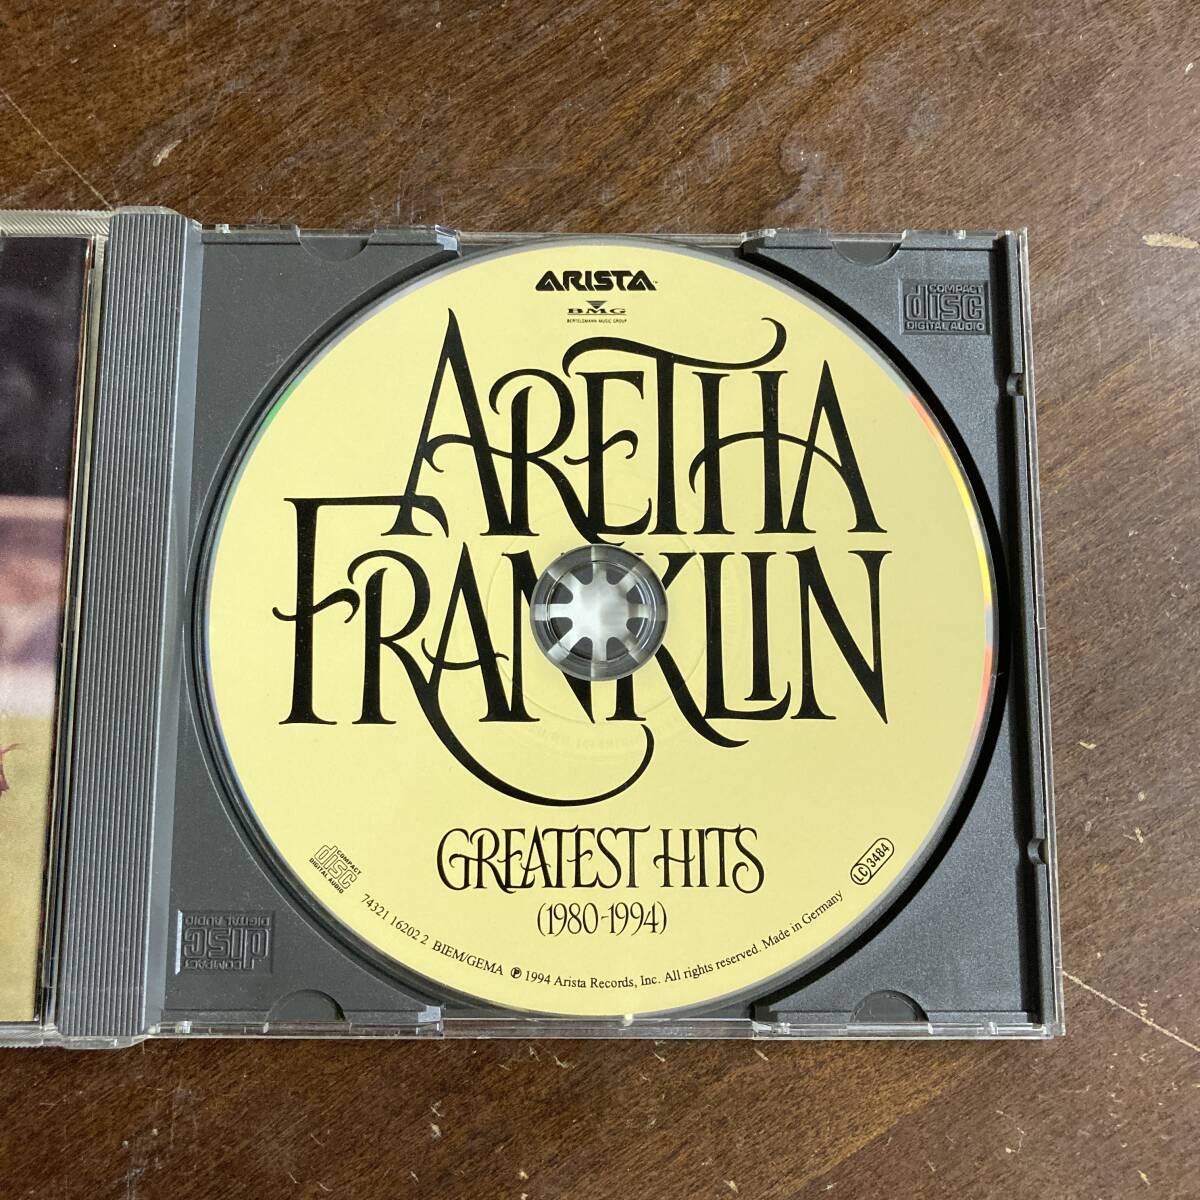 ARISTA
BMG
BERTELSMANN MUSIC GROUP
ARETHA
FRANKLIN
GREATEST HITS
(1980-1994)
COMPACT
disc
DIGITAL AUDIO
74321 16202 2 BIEM/GEMA ℗ 1994 Arista Records, Inc. All rights reserved. Made in Germany
LC 3484
COMPACT
disc
DIGITAL AUDIO
COMPACT
disc
DIGITAL AUDIO